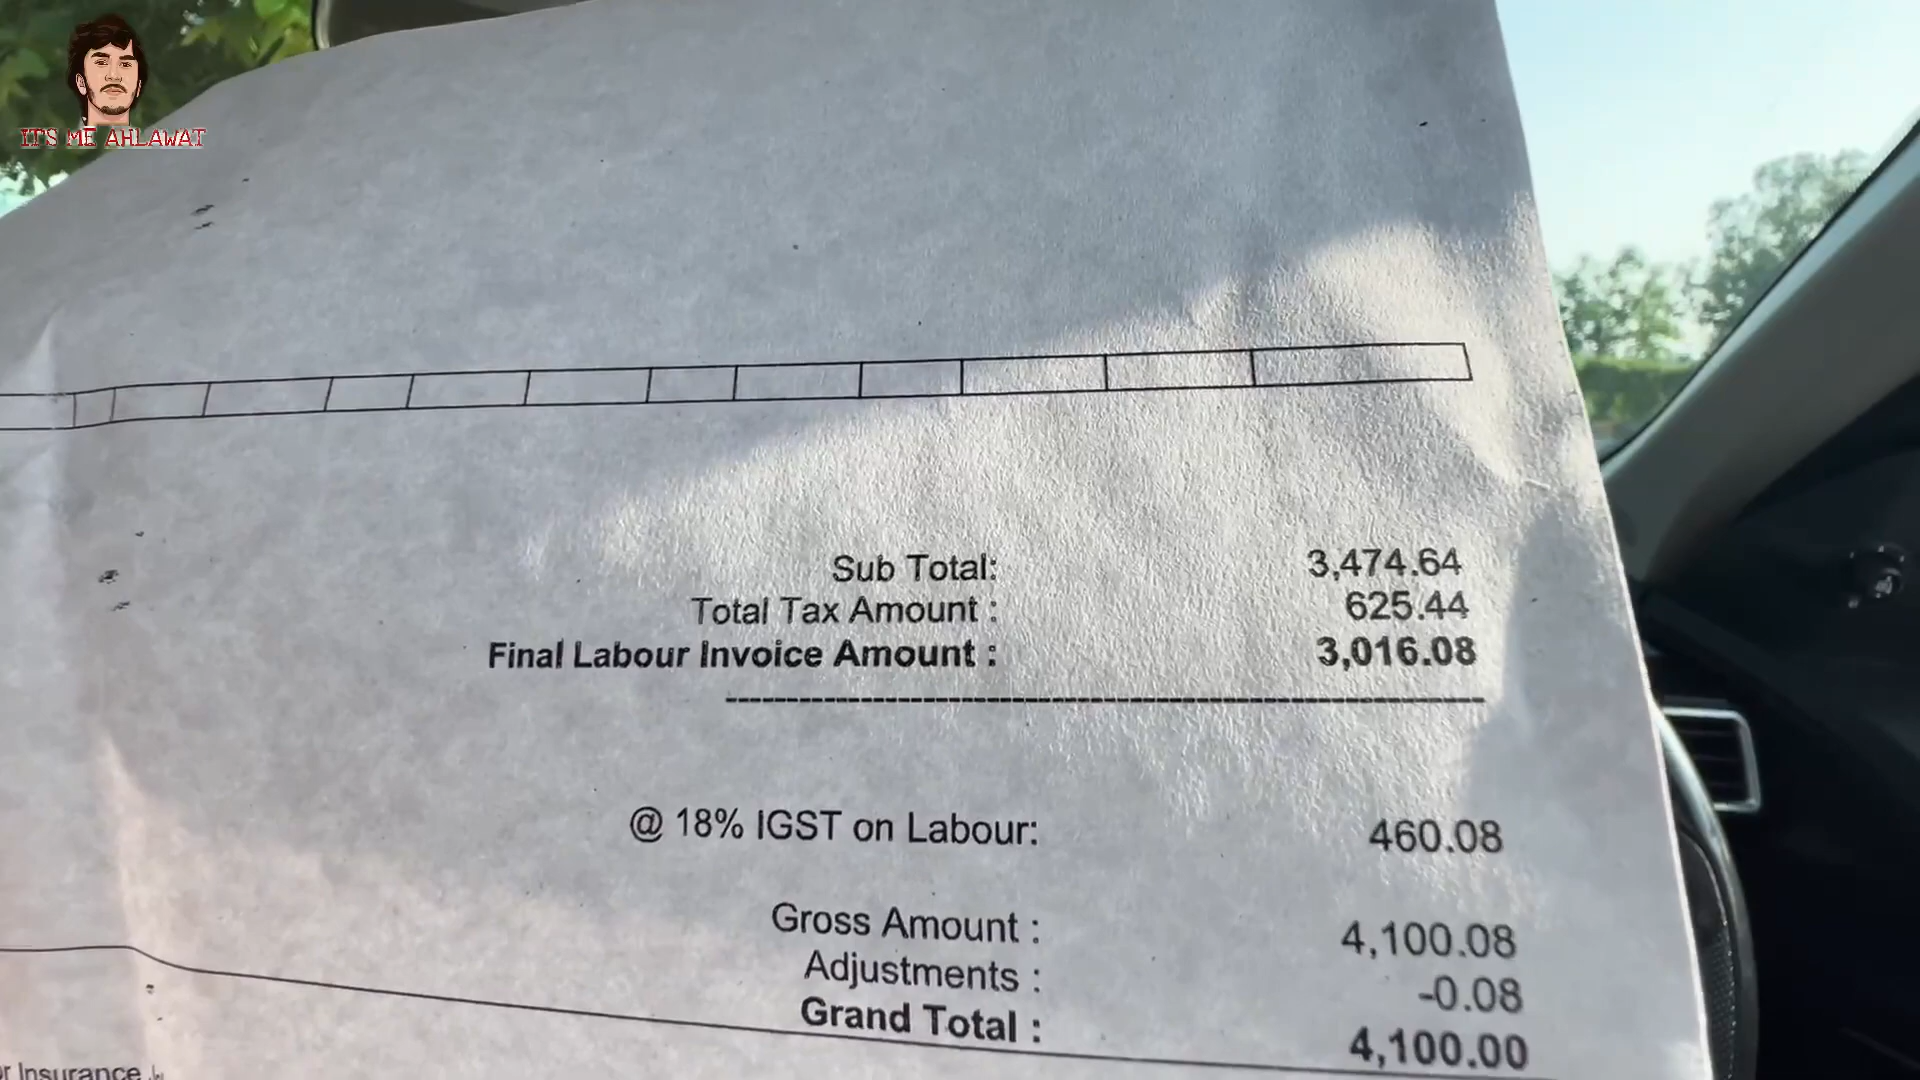 IT'S ME AHLAWAT
Sub Total: 3,474.64
Total Tax Amount : 625.44
Final Labour Invoice Amount : 3,016.08
@ 18% IGST on Labour: 460.08
Gross Amount : 4,100.08
Adjustments : -0.08
Grand Total : 4,100.00
r Insurance